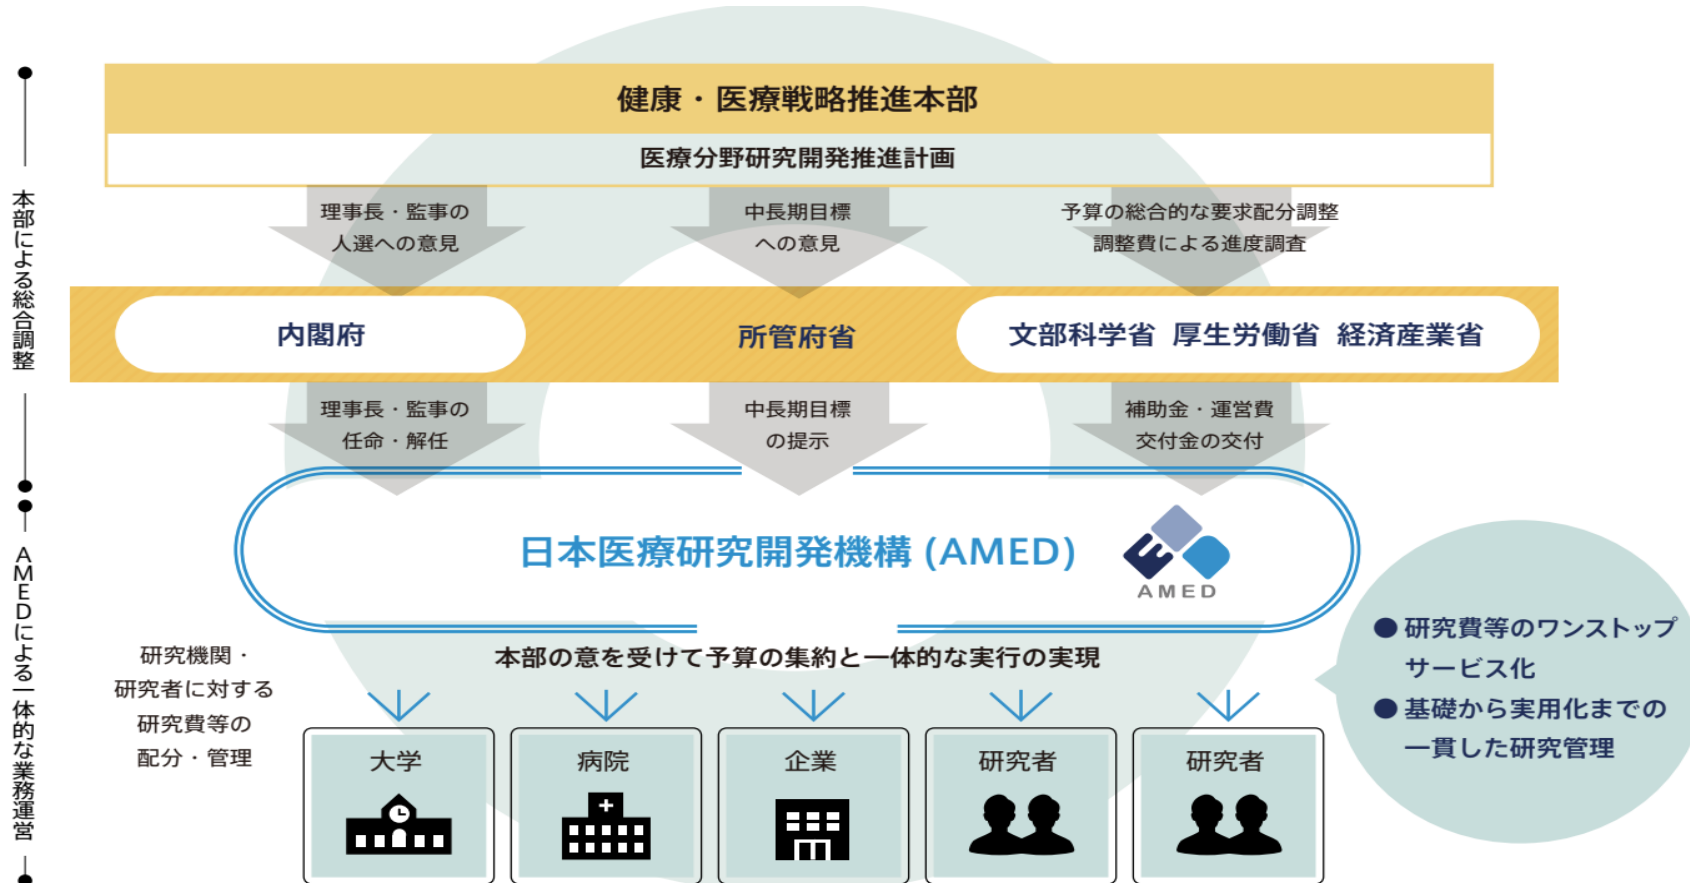 健康・医療戦略推進本部
医療分野研究開発推進計画
理事長・監事の
人選への意見
中長期目標
への意見
予算の総合的な要求配分調整
調整費による進度調査
本部による総合調整
内閣府
所管府省
文部科学省 厚生労働省 経済産業省
理事長・監事の
任命・解任
中長期目標
の提示
補助金・運営費
交付金の交付
日本医療研究開発機構 (AMED)
AMED
AMEDによる一体的な業務運営
研究機関・
研究者に対する
研究費等の
配分・管理
本部の意を受けて予算の集約と一体的な実行の実現
● 研究費等のワンストップ
サービス化
● 基礎から実用化までの
一貫した研究管理
大学
病院
企業
研究者
研究者